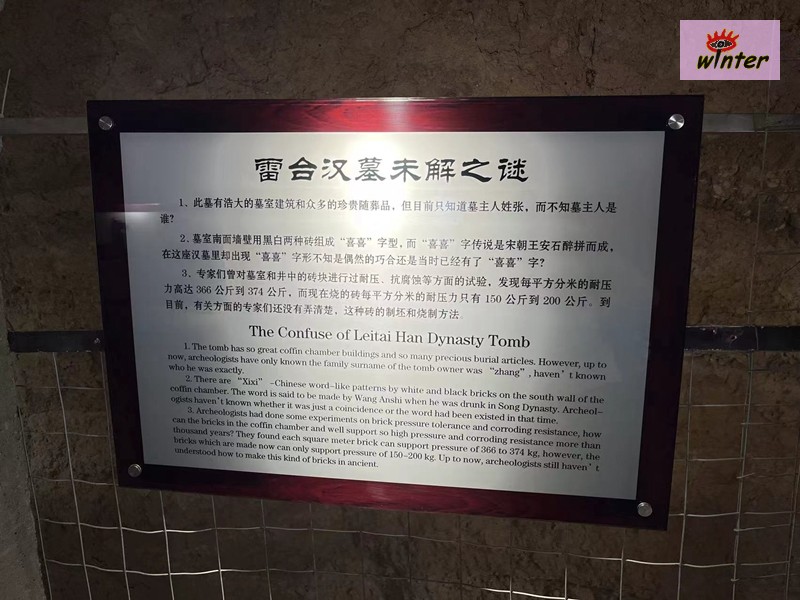 winter
雷台汉墓未解之谜
1. 此墓有浩大的墓室建筑和众多的珍贵随葬品，但目前只知道墓主人姓张，而不知墓主人是
谁？
2. 墓室南面墙壁用黑白两种砖组成“喜喜”字型，而“喜喜”字传说是宋朝王安石醉拼而成，
在这座汉墓里却出现“喜喜”字形不知是偶然的巧合还是当时已经有了“喜喜”字？
3. 专家们曾对墓室和井中的砖块进行过耐压、抗腐蚀等方面的试验，发现每平方分米的耐压
力高达 366 公斤到 374 公斤，而现在烧的砖每平方分米的耐压力只有 150 公斤到 200 公斤。到
目前，有关方面的专家们还没有弄清楚，这种砖的制坯和烧制方法。
The Confuse of Leitai Han Dynasty Tomb
1. The tomb has so great coffin chamber buildings and so many precious burial articles. However, up to
now, archeologists have only known the family surname of the tomb owner was “zhang”, haven’t known
who he was exactly.
2. There are “Xixi” -Chinese word-like patterns by white and black bricks on the south wall of the
coffin chamber. The word is said to be made by Wang Anshi when he was drunk in Song Dynasty. Archeol-
ogists haven’t known whether it was just a coincidence or the word had been existed in that time.
3. Archeologists had done some experiments on brick pressure tolerance and corroding resistance, how
can the bricks in the coffin chamber and well support so high pressure and corroding resistance more than
thousand years? They found each square meter brick can support pressure of 366 to 374 kg, however, the
bricks which are made now can only support pressure of 150-200 kg. Up to now, archeologists still haven’t
understood how to make this kind of bricks in ancient.